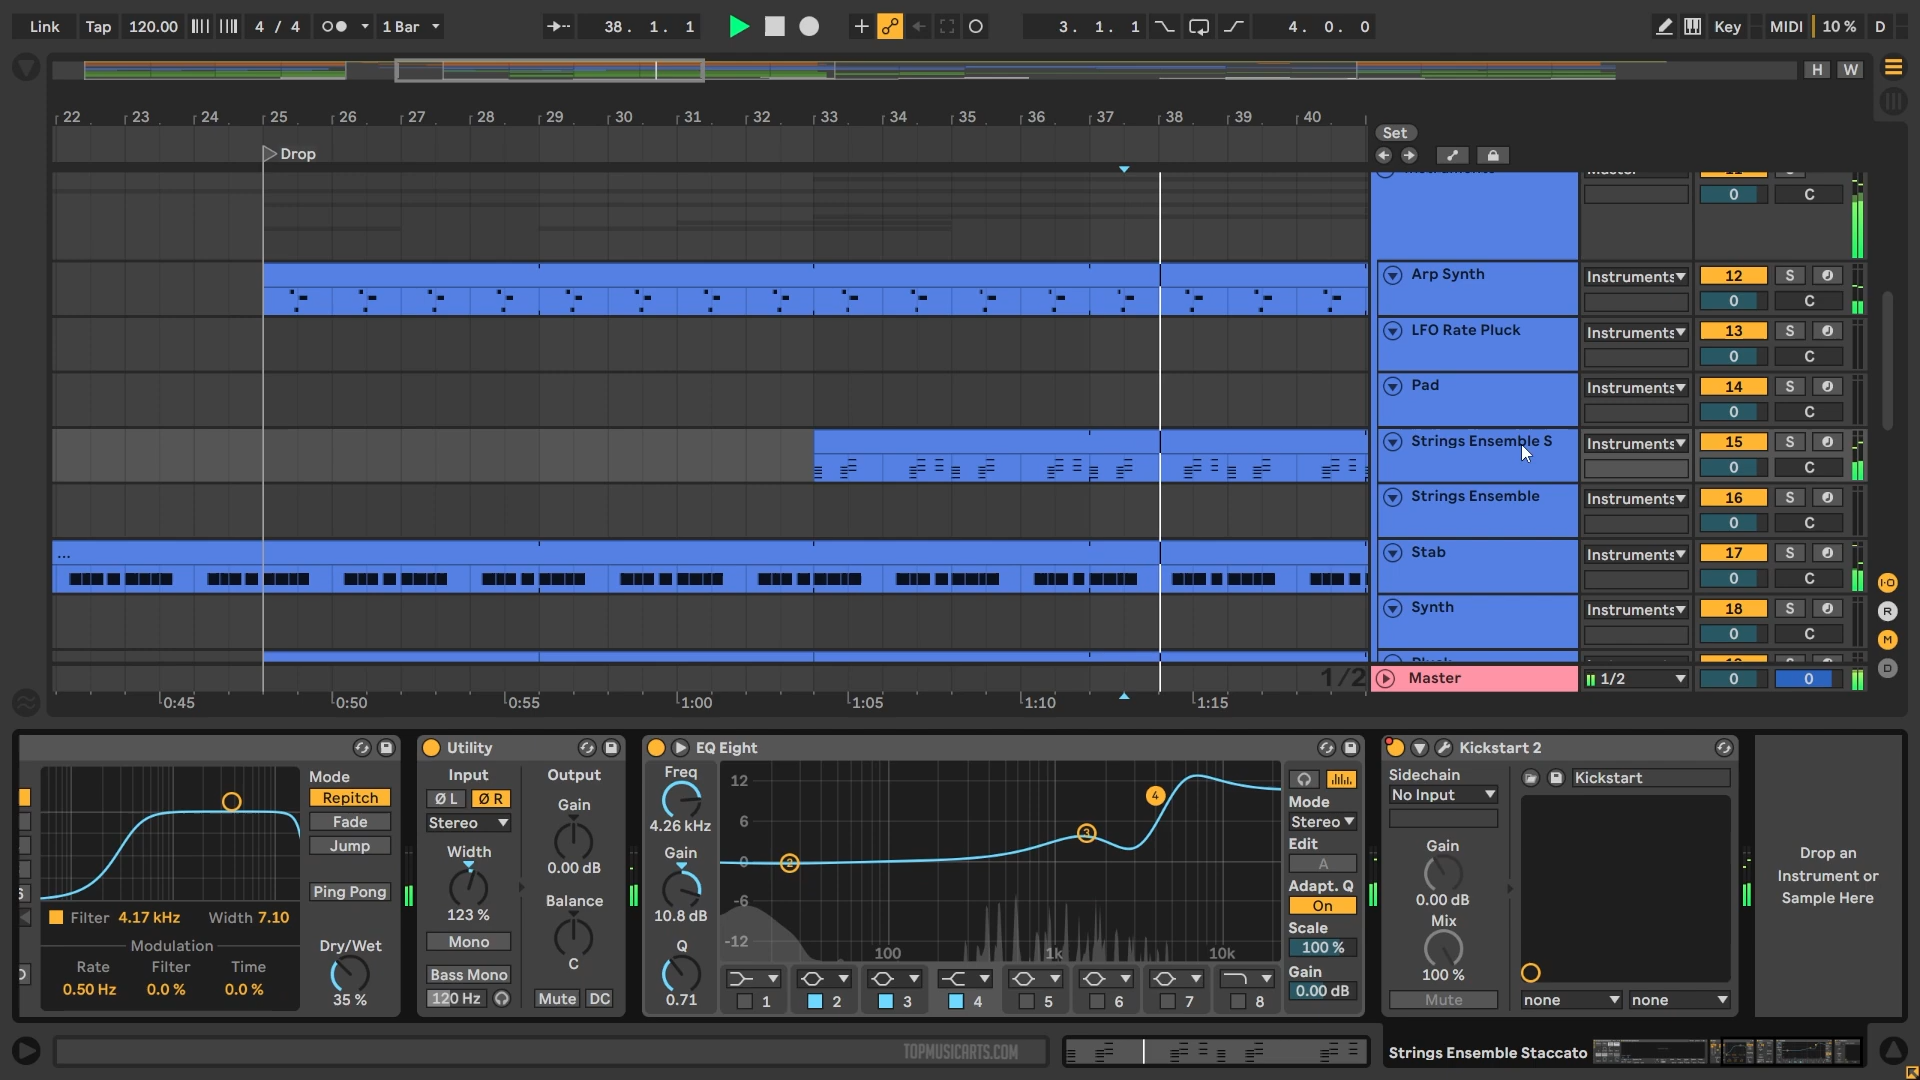 Link Tap 120.00 4 / 4 1 Bar 38. 1. 1 3. 1. 1 4. 0. 0 Key MIDI 10 % D
H W
22 23 24 25 26 27 28 29 30 31 32 33 34 35 36 37 38 39 40
Set
Drop
0 C
Arp Synth Instruments 12 S
0 C
LFO Rate Pluck Instruments 13 S
0 C
Pad Instruments 14 S
0 C
Strings Ensemble S Instruments 15 S
0 C
Strings Ensemble Instruments 16 S
0 C
... Stab Instruments 17 S
0 C
I·O
Synth Instruments 18 S
R
0 C
M
D
1/2 Master 1/2 0 0
0:45 0:50 0:55 1:00 1:05 1:10 1:15
Mode
Repitch
Fade
Jump
Ping Pong
Filter 4.17 kHz Width 7.10
Modulation
Rate Filter Time
0.50 Hz 0.0 % 0.0 %
Dry/Wet
35 %
Utility
Input Output
Ø L Ø R
Stereo
Gain
0.00 dB
Width
123 %
Balance
C
Mono
Bass Mono
120 Hz
Mute DC
EQ Eight
Freq
4.26 kHz
Gain
10.8 dB
Q
0.71
12
6
0
-6
-12
100 1k 10k
2 3 4
1 2 3 4 5 6 7 8
Mode
Stereo
Edit
A
Adapt. Q
On
Scale
100 %
Gain
0.00 dB
Kickstart 2
Sidechain
No Input
Kickstart
Gain
0.00 dB
Mix
100 %
Mute
none none
Drop an
Instrument or
Sample Here
TOPMUSICARTS.COM
Strings Ensemble Staccato